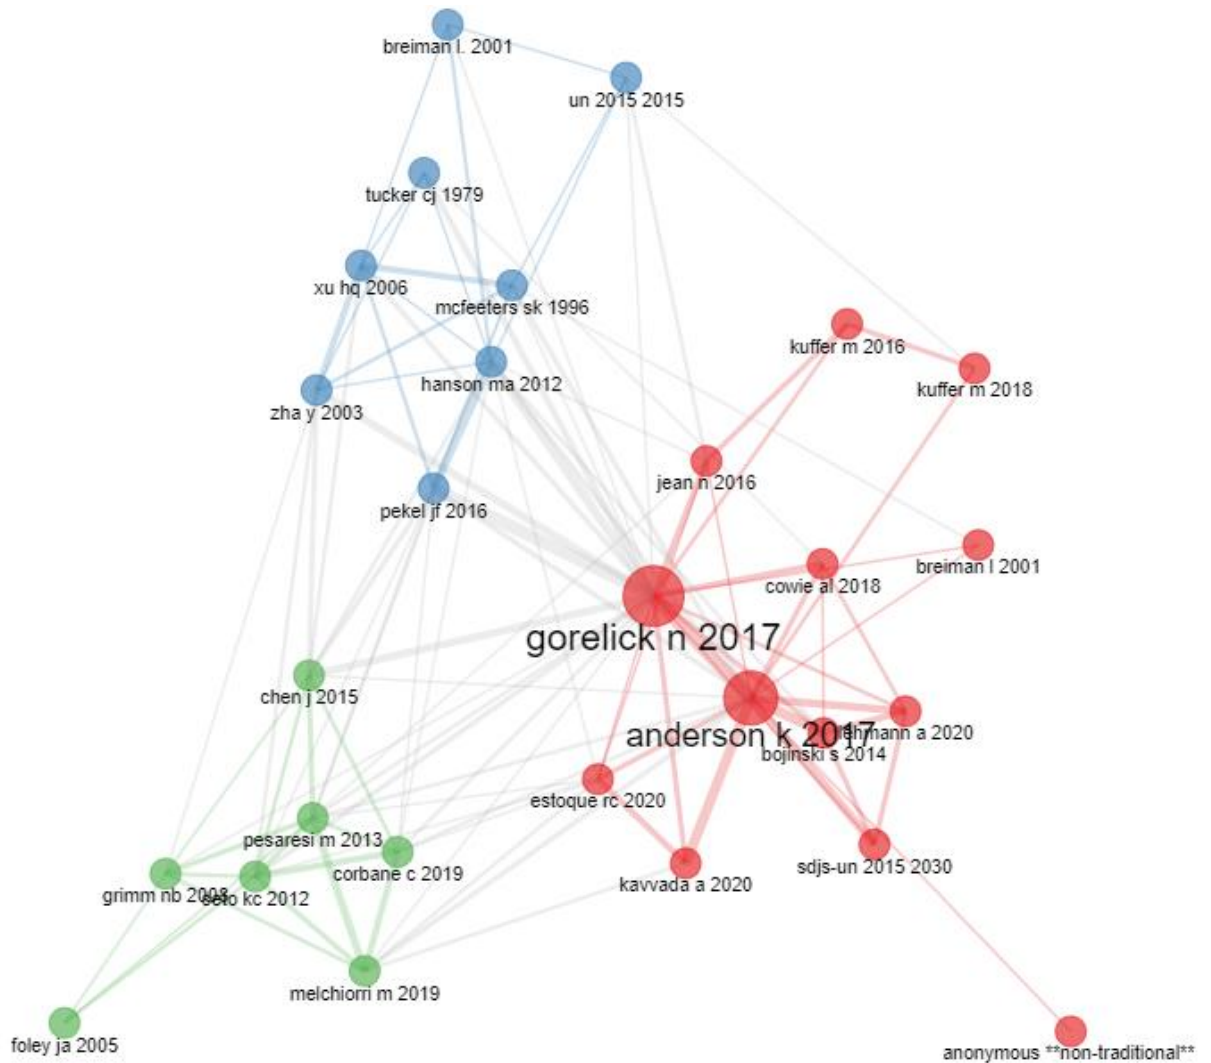 breiman l. 2001
un 2015 2015
tucker cj 1979
xu hq 2006
mcfeeters sk 1996
kuffer m 2016
hanson ma 2012
kuffer m 2018
zha y 2003
jean n 2016
pekel jf 2016
breiman l 2001
cowie al 2018
gorelick n 2017
chen j 2015
anderson k 2017
lehmann a 2020
bojinski s 2014
estoque rc 2020
pesaresi m 2013
sdjs-un 2015 2030
corbane c 2019
kavvada a 2020
grimm nb 2008
seto kc 2012
melchiorri m 2019
foley ja 2005
anonymous **non-traditional**